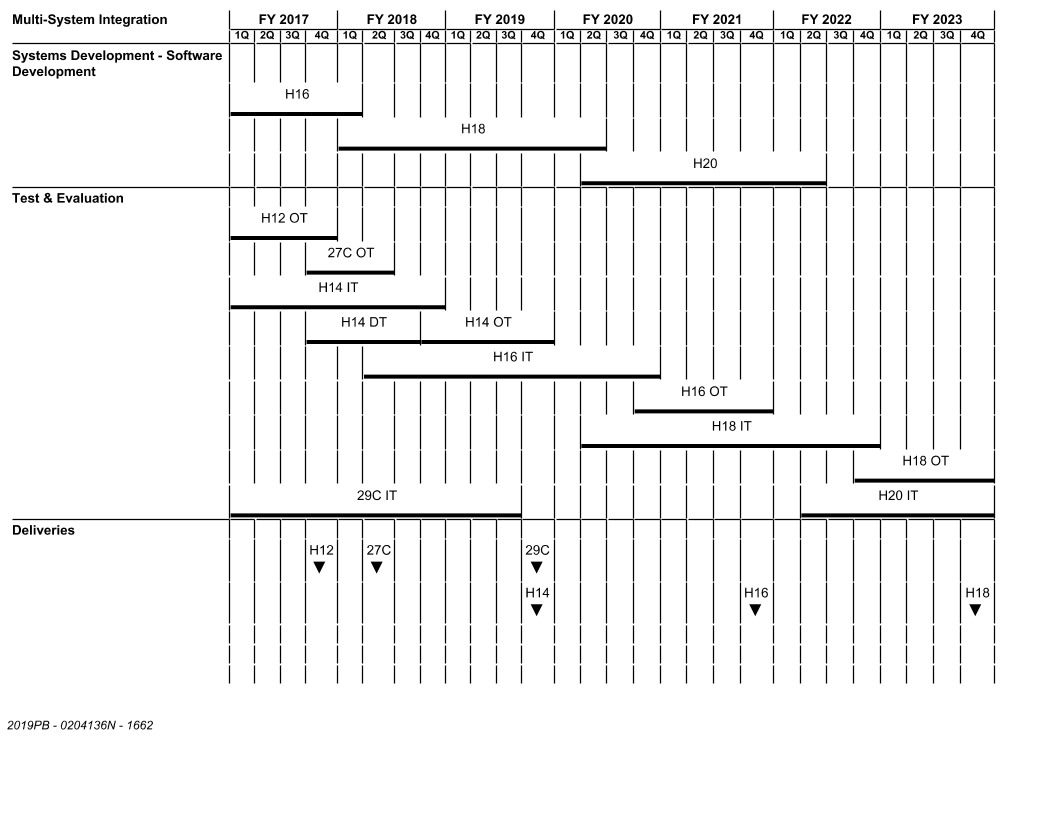 Multi-System Integration
FY 2017 FY 2018 FY 2019 FY 2020 FY 2021 FY 2022 FY 2023
1Q 2Q 3Q 4Q 1Q 2Q 3Q 4Q 1Q 2Q 3Q 4Q 1Q 2Q 3Q 4Q 1Q 2Q 3Q 4Q 1Q 2Q 3Q 4Q 1Q 2Q 3Q 4Q
Systems Development - Software
Development
H16
H18
H20
Test & Evaluation
H12 OT
27C OT
H14 IT
H14 DT H14 OT
H16 IT
H16 OT
H18 IT
H18 OT
29C IT H20 IT
Deliveries
H12 27C 29C
H14 H16 H18
2019PB - 0204136N - 1662